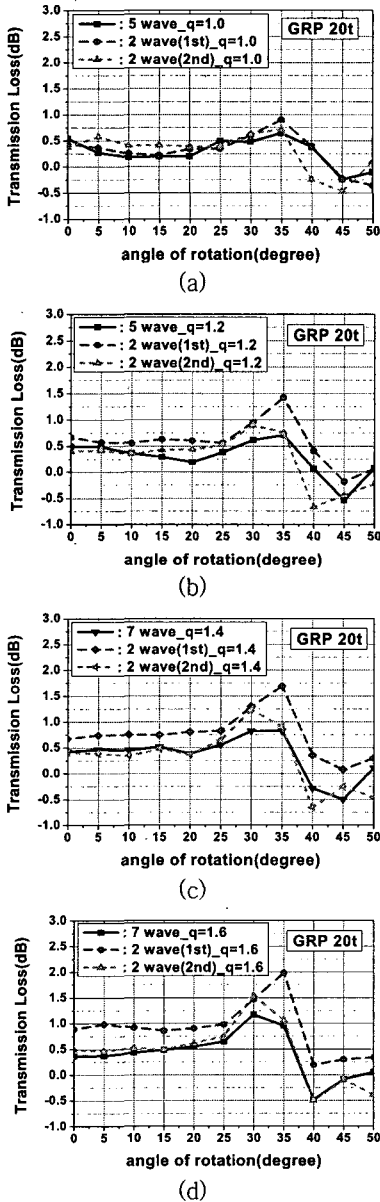 GRP 20t
: 5 wave_q=1.0
: 2 wave(1st)_q=1.0
: 2 wave(2nd)_q=1.0
Transmission Loss(dB)
3.0
2.5
2.0
1.5
1.0
0.5
0.0
-0.5
-1.0
0 5 10 15 20 25 30 35 40 45 50
angle of rotation(degree)
(a)
GRP 20t
: 5 wave_q=1.2
: 2 wave(1st)_q=1.2
: 2 wave(2nd)_q=1.2
Transmission Loss(dB)
3.0
2.5
2.0
1.5
1.0
0.5
0.0
-0.5
-1.0
0 5 10 15 20 25 30 35 40 45 50
angle of rotation(degree)
(b)
GRP 20t
: 7 wave_q=1.4
: 2 wave(1st)_q=1.4
: 2 wave(2nd)_q=1.4
Transmission Loss(dB)
3.0
2.5
2.0
1.5
1.0
0.5
0.0
-0.5
-1.0
0 5 10 15 20 25 30 35 40 45 50
angle of rotation(degree)
(c)
GRP 20t
: 7 wave_q=1.6
: 2 wave(1st)_q=1.6
: 2 wave(2nd)_q=1.6
Transmission Loss(dB)
3.0
2.5
2.0
1.5
1.0
0.5
0.0
-0.5
-1.0
0 5 10 15 20 25 30 35 40 45 50
angle of rotation(degree)
(d)